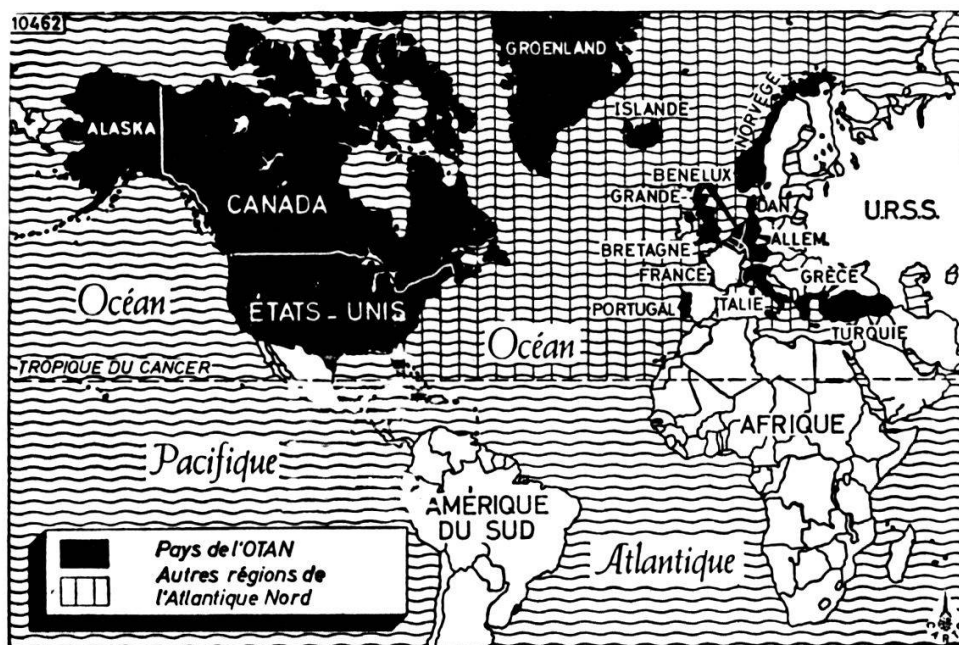 10462
GROENLAND
ALASKA
ISLANDE
NORVÈGE
CANADA
BENELUX
GRANDE-
BRETAGNE
DAN.
ALLEM.
U.R.S.S.
FRANCE
GRÈCE
Océan
ÉTATS-UNIS
PORTUGAL
ITALIE
TURQUIE
Océan
TROPIQUE DU CANCER
AFRIQUE
Pacifique
AMÉRIQUE
DU SUD
Atlantique
Pays de l'OTAN
Autres régions de
l'Atlantique Nord